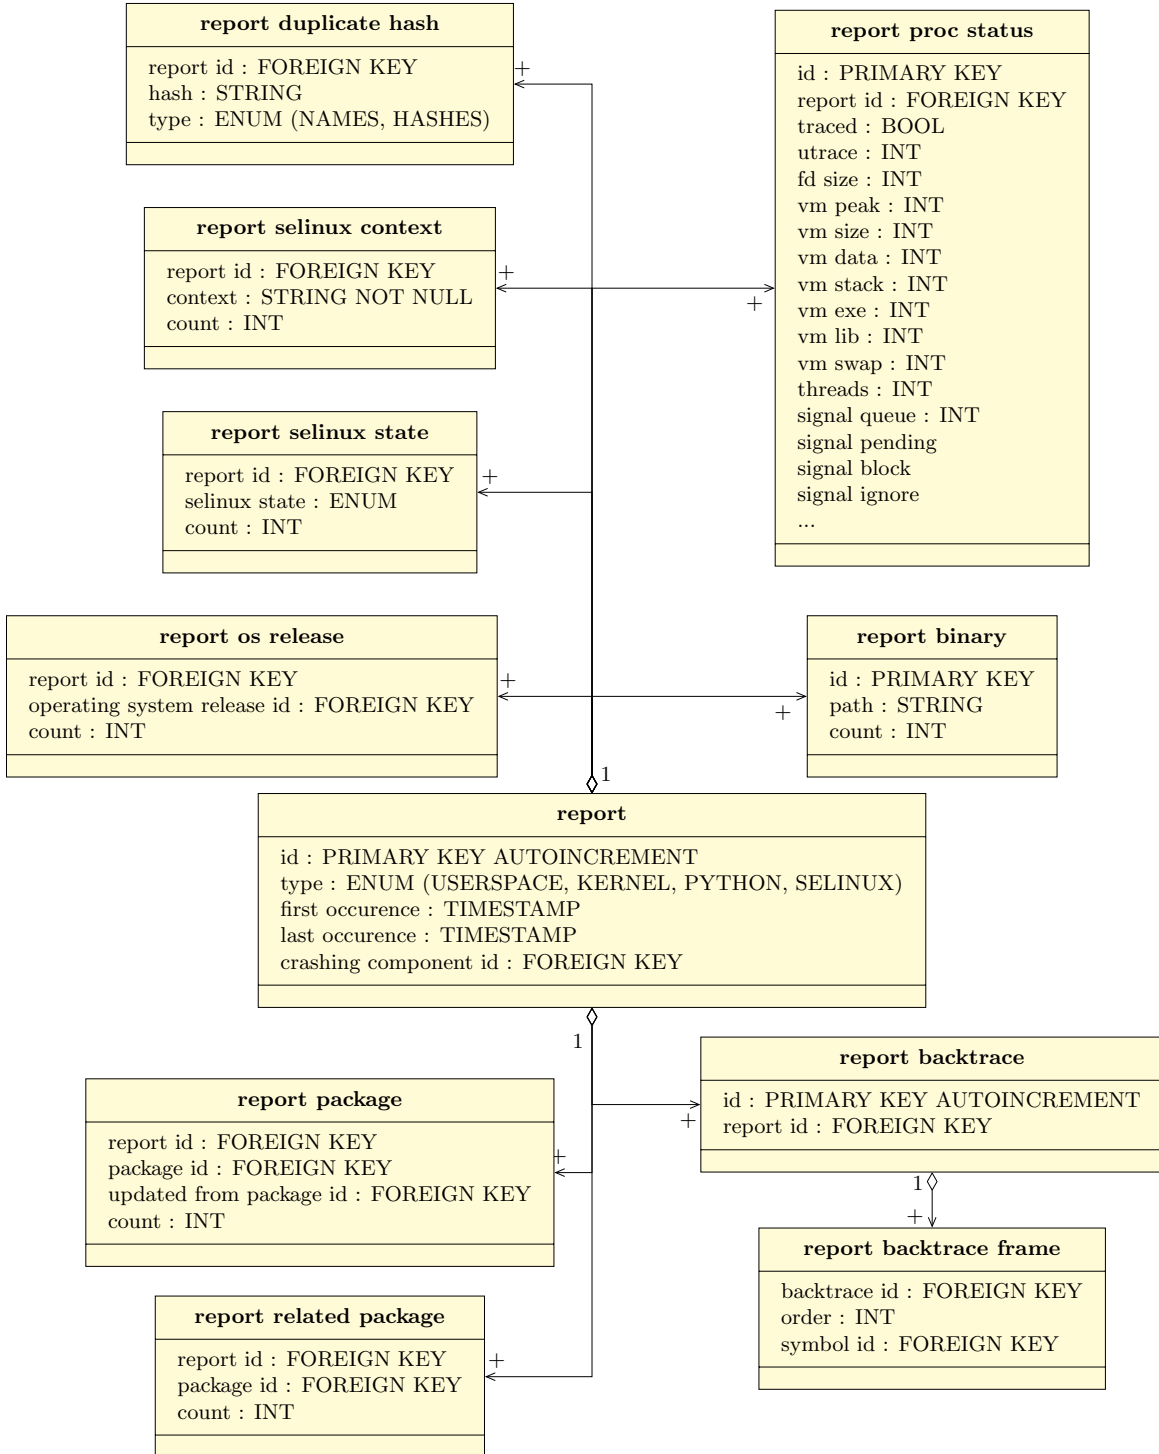 report duplicate hash
report id : FOREIGN KEY
hash : STRING
type : ENUM (NAMES, HASHES)
+
report proc status
id : PRIMARY KEY
report id : FOREIGN KEY
traced : BOOL
utrace : INT
fd size : INT
vm peak : INT
vm size : INT
vm data : INT
vm stack : INT
vm exe : INT
vm lib : INT
vm swap : INT
threads : INT
signal queue : INT
signal pending
signal block
signal ignore
...
+
report selinux context
report id : FOREIGN KEY
context : STRING NOT NULL
count : INT
+
report selinux state
report id : FOREIGN KEY
selinux state : ENUM
count : INT
+
report os release
report id : FOREIGN KEY
operating system release id : FOREIGN KEY
count : INT
+
report binary
id : PRIMARY KEY
path : STRING
count : INT
+
1
report
id : PRIMARY KEY AUTOINCREMENT
type : ENUM (USERSPACE, KERNEL, PYTHON, SELINUX)
first occurence : TIMESTAMP
last occurence : TIMESTAMP
crashing component id : FOREIGN KEY
1
report backtrace
id : PRIMARY KEY AUTOINCREMENT
report id : FOREIGN KEY
+
report package
report id : FOREIGN KEY
package id : FOREIGN KEY
updated from package id : FOREIGN KEY
count : INT
+
1
+
report backtrace frame
backtrace id : FOREIGN KEY
order : INT
symbol id : FOREIGN KEY
report related package
report id : FOREIGN KEY
package id : FOREIGN KEY
count : INT
+